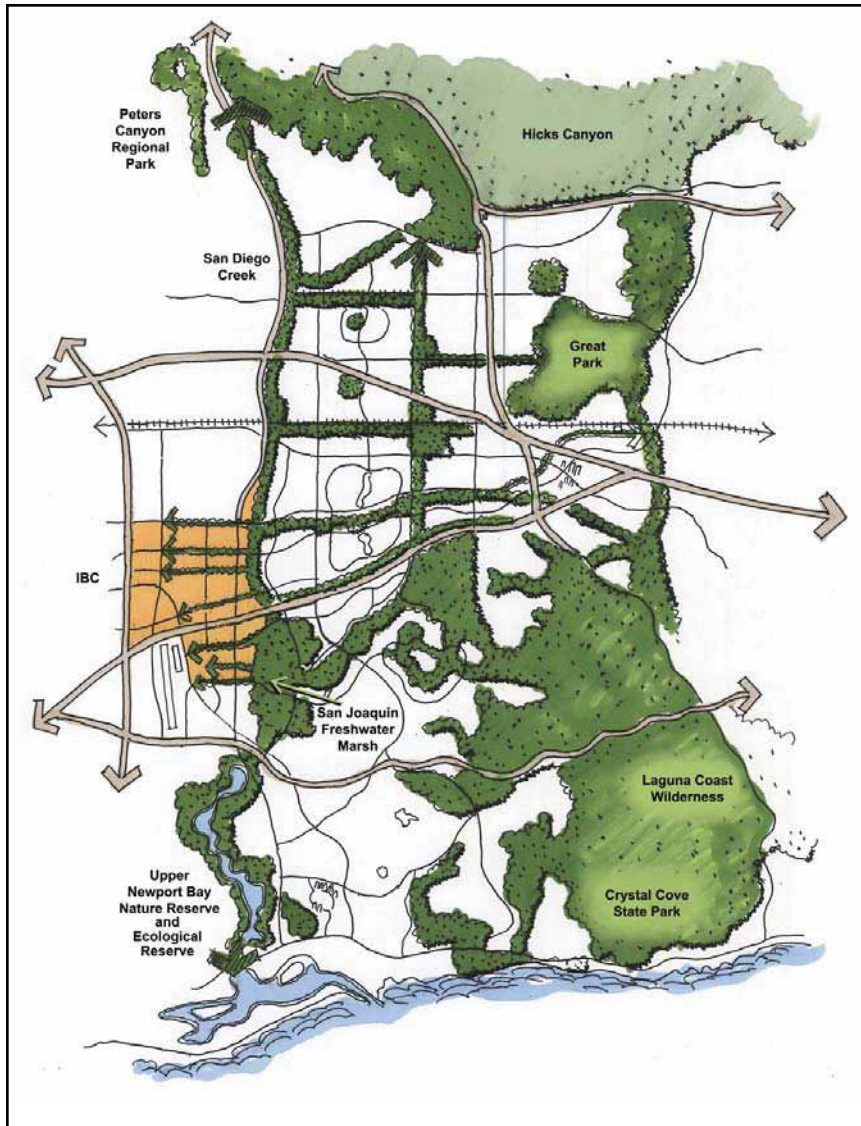 Peters
Canyon
Regional
Park
Hicks Canyon
San Diego
Creek
Great
Park
IBC
San Joaquin
Freshwater
Marsh
Laguna Coast
Wilderness
Upper
Newport Bay
Nature Reserve
and
Ecological
Reserve
Crystal Cove
State Park